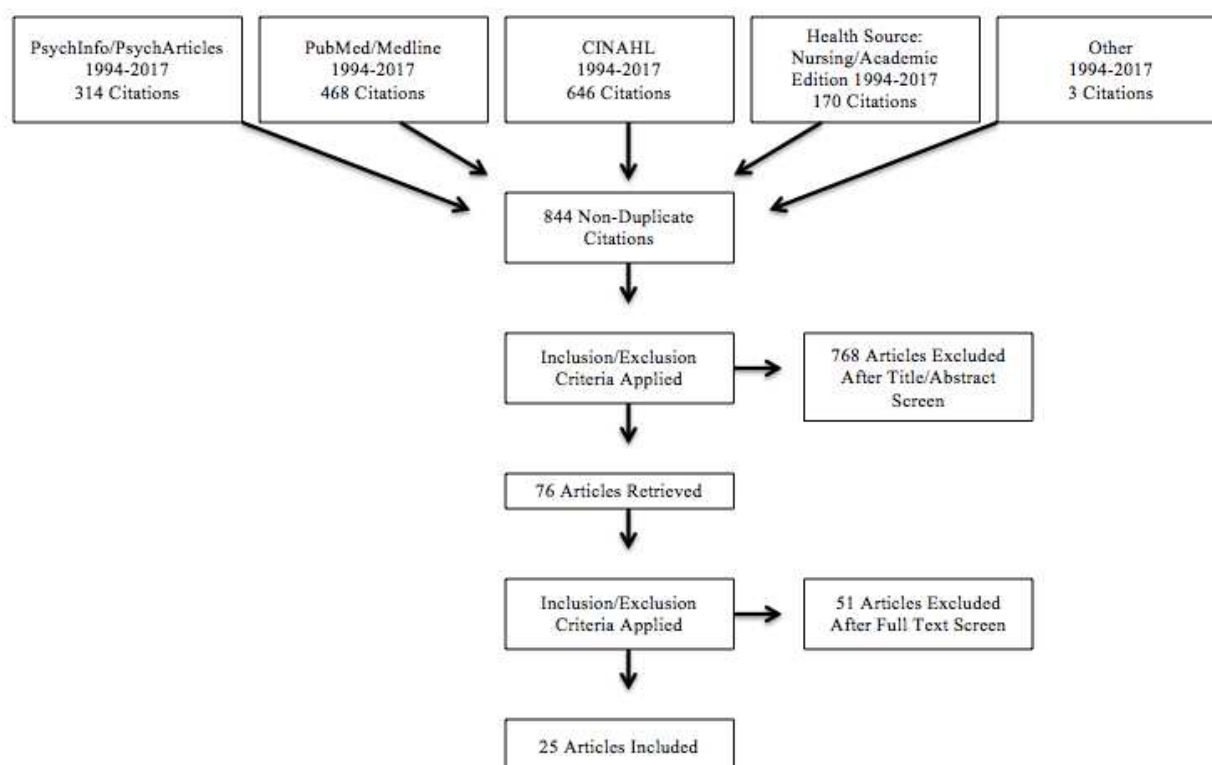 PsychInfo/PsychArticles
1994-2017
314 Citations
PubMed/Medline
1994-2017
468 Citations
CINAHL
1994-2017
646 Citations
Health Source:
Nursing/Academic
Edition 1994-2017
170 Citations
Other
1994-2017
3 Citations
844 Non-Duplicate
Citations
Inclusion/Exclusion
Criteria Applied
768 Articles Excluded
After Title/Abstract
Screen
76 Articles Retrieved
Inclusion/Exclusion
Criteria Applied
51 Articles Excluded
After Full Text Screen
25 Articles Included